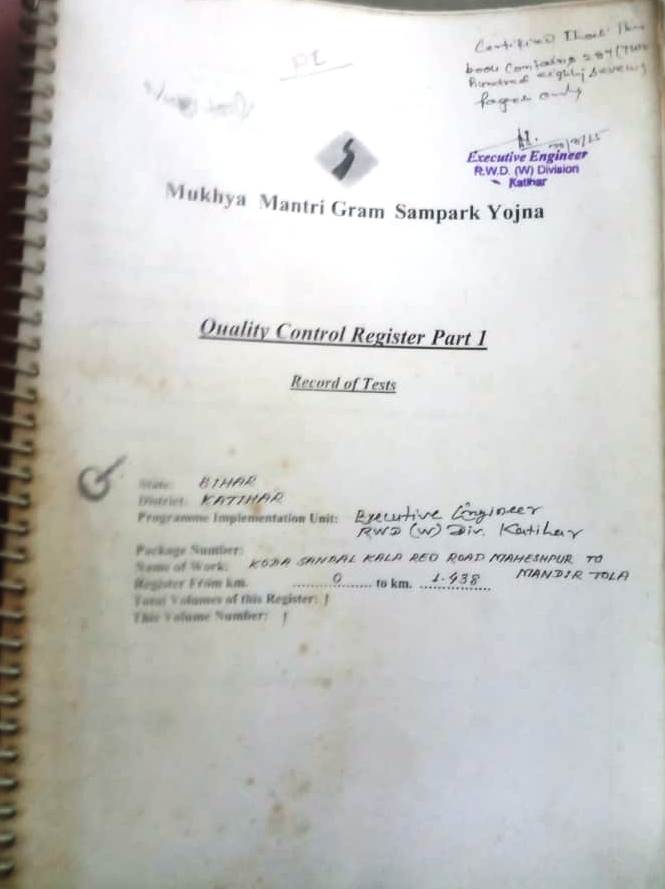 PE
Certified That This
book Containing 287 (Two
hundred eighty seven)
pages only
Executive Engineer
R.W.D. (W) Division
Katihar
Mukhya Mantri Gram Sampark Yojna
Quality Control Register Part 1
Record of Tests
State: BIHAR
District: KATIHAR
Programme Implementation Unit: Executive Engineer
RWD (W) Div. Katihar
Package Number:
Name of Work: KODA SANDAL KALA REO ROAD MAHESHPUR TO
MANDIR TOLA
Register From km. ............0......... to km. ...1.938............
Total Volumes of this Register: 1
This Volume Number: 1